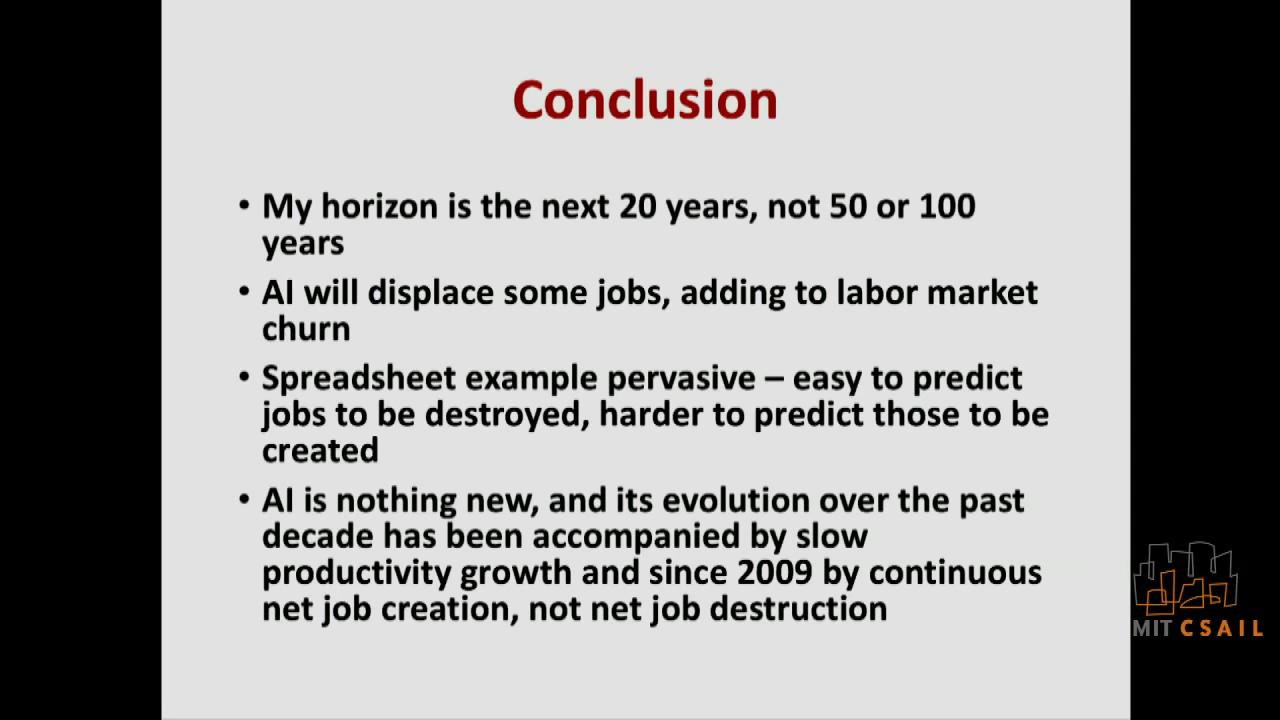 Conclusion
• My horizon is the next 20 years, not 50 or 100
years
• AI will displace some jobs, adding to labor market
churn
• Spreadsheet example pervasive – easy to predict
jobs to be destroyed, harder to predict those to be
created
• AI is nothing new, and its evolution over the past
decade has been accompanied by slow
productivity growth and since 2009 by continuous
net job creation, not net job destruction
MIT CSAIL